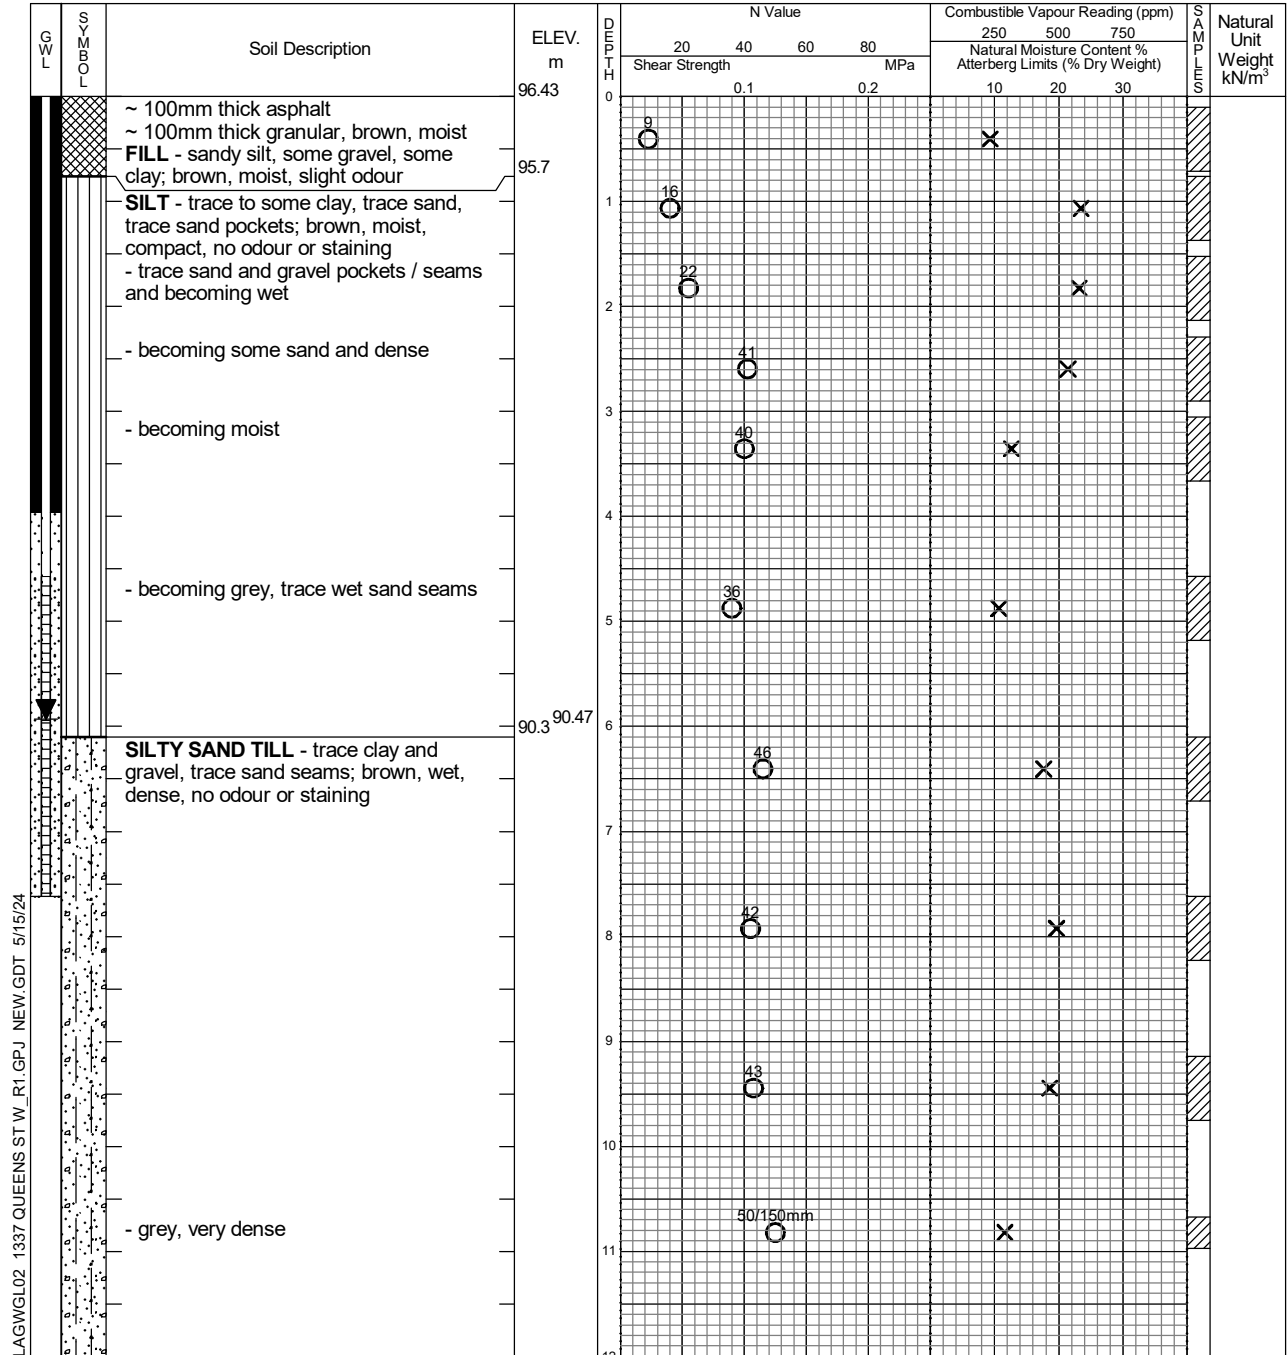 GWL
SYMBOL
Soil Description
ELEV.
m
96.43
DEPTH
N Value
20 40 60 80
Shear Strength MPa
0.1 0.2
Combustible Vapour Reading (ppm)
250 500 750
Natural Moisture Content %
Atterberg Limits (% Dry Weight)
10 20 30
SAMPLES
Natural
Unit
Weight
kN/m³
0
~ 100mm thick asphalt
~ 100mm thick granular, brown, moist
FILL - sandy silt, some gravel, some
clay; brown, moist, slight odour
95.7
9
SILT - trace to some clay, trace sand,
trace sand pockets; brown, moist,
compact, no odour or staining
- trace sand and gravel pockets / seams
and becoming wet
1
16
22
2
- becoming some sand and dense
41
3
- becoming moist
40
4
- becoming grey, trace wet sand seams
36
5
90.3 90.47
6
SILTY SAND TILL - trace clay and
gravel, trace sand seams; brown, wet,
dense, no odour or staining
46
7
42
8
9
43
10
- grey, very dense
50/150mm
11
12
LAGWGL02 1337 QUEENS ST W_R1.GPJ NEW.GDT 5/15/24